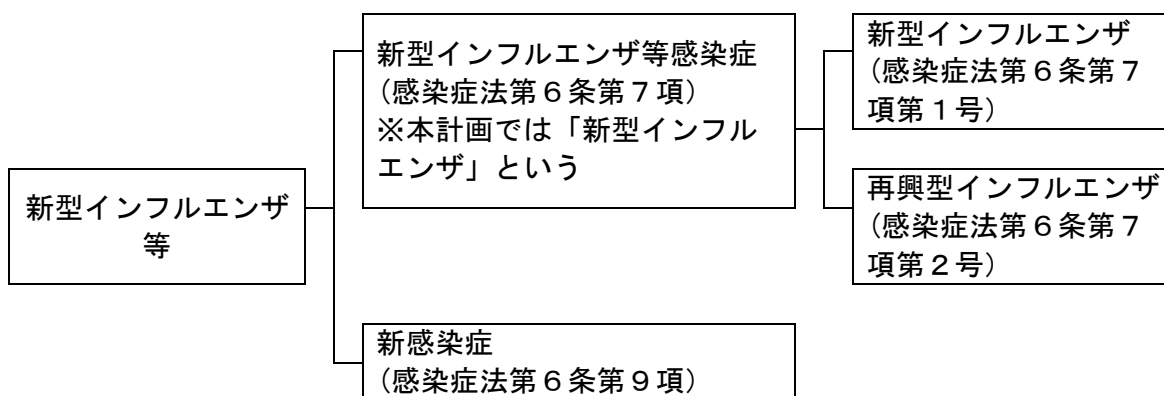 新型インフルエンザ
等
新型インフルエンザ等感染症
（感染症法第６条第７項）
※本計画では「新型インフル
エンザ」という
新感染症
（感染症法第６条第９項）
新型インフルエンザ
（感染症法第６条第７
項第１号）
再興型インフルエンザ
（感染症法第６条第７
項第２号）